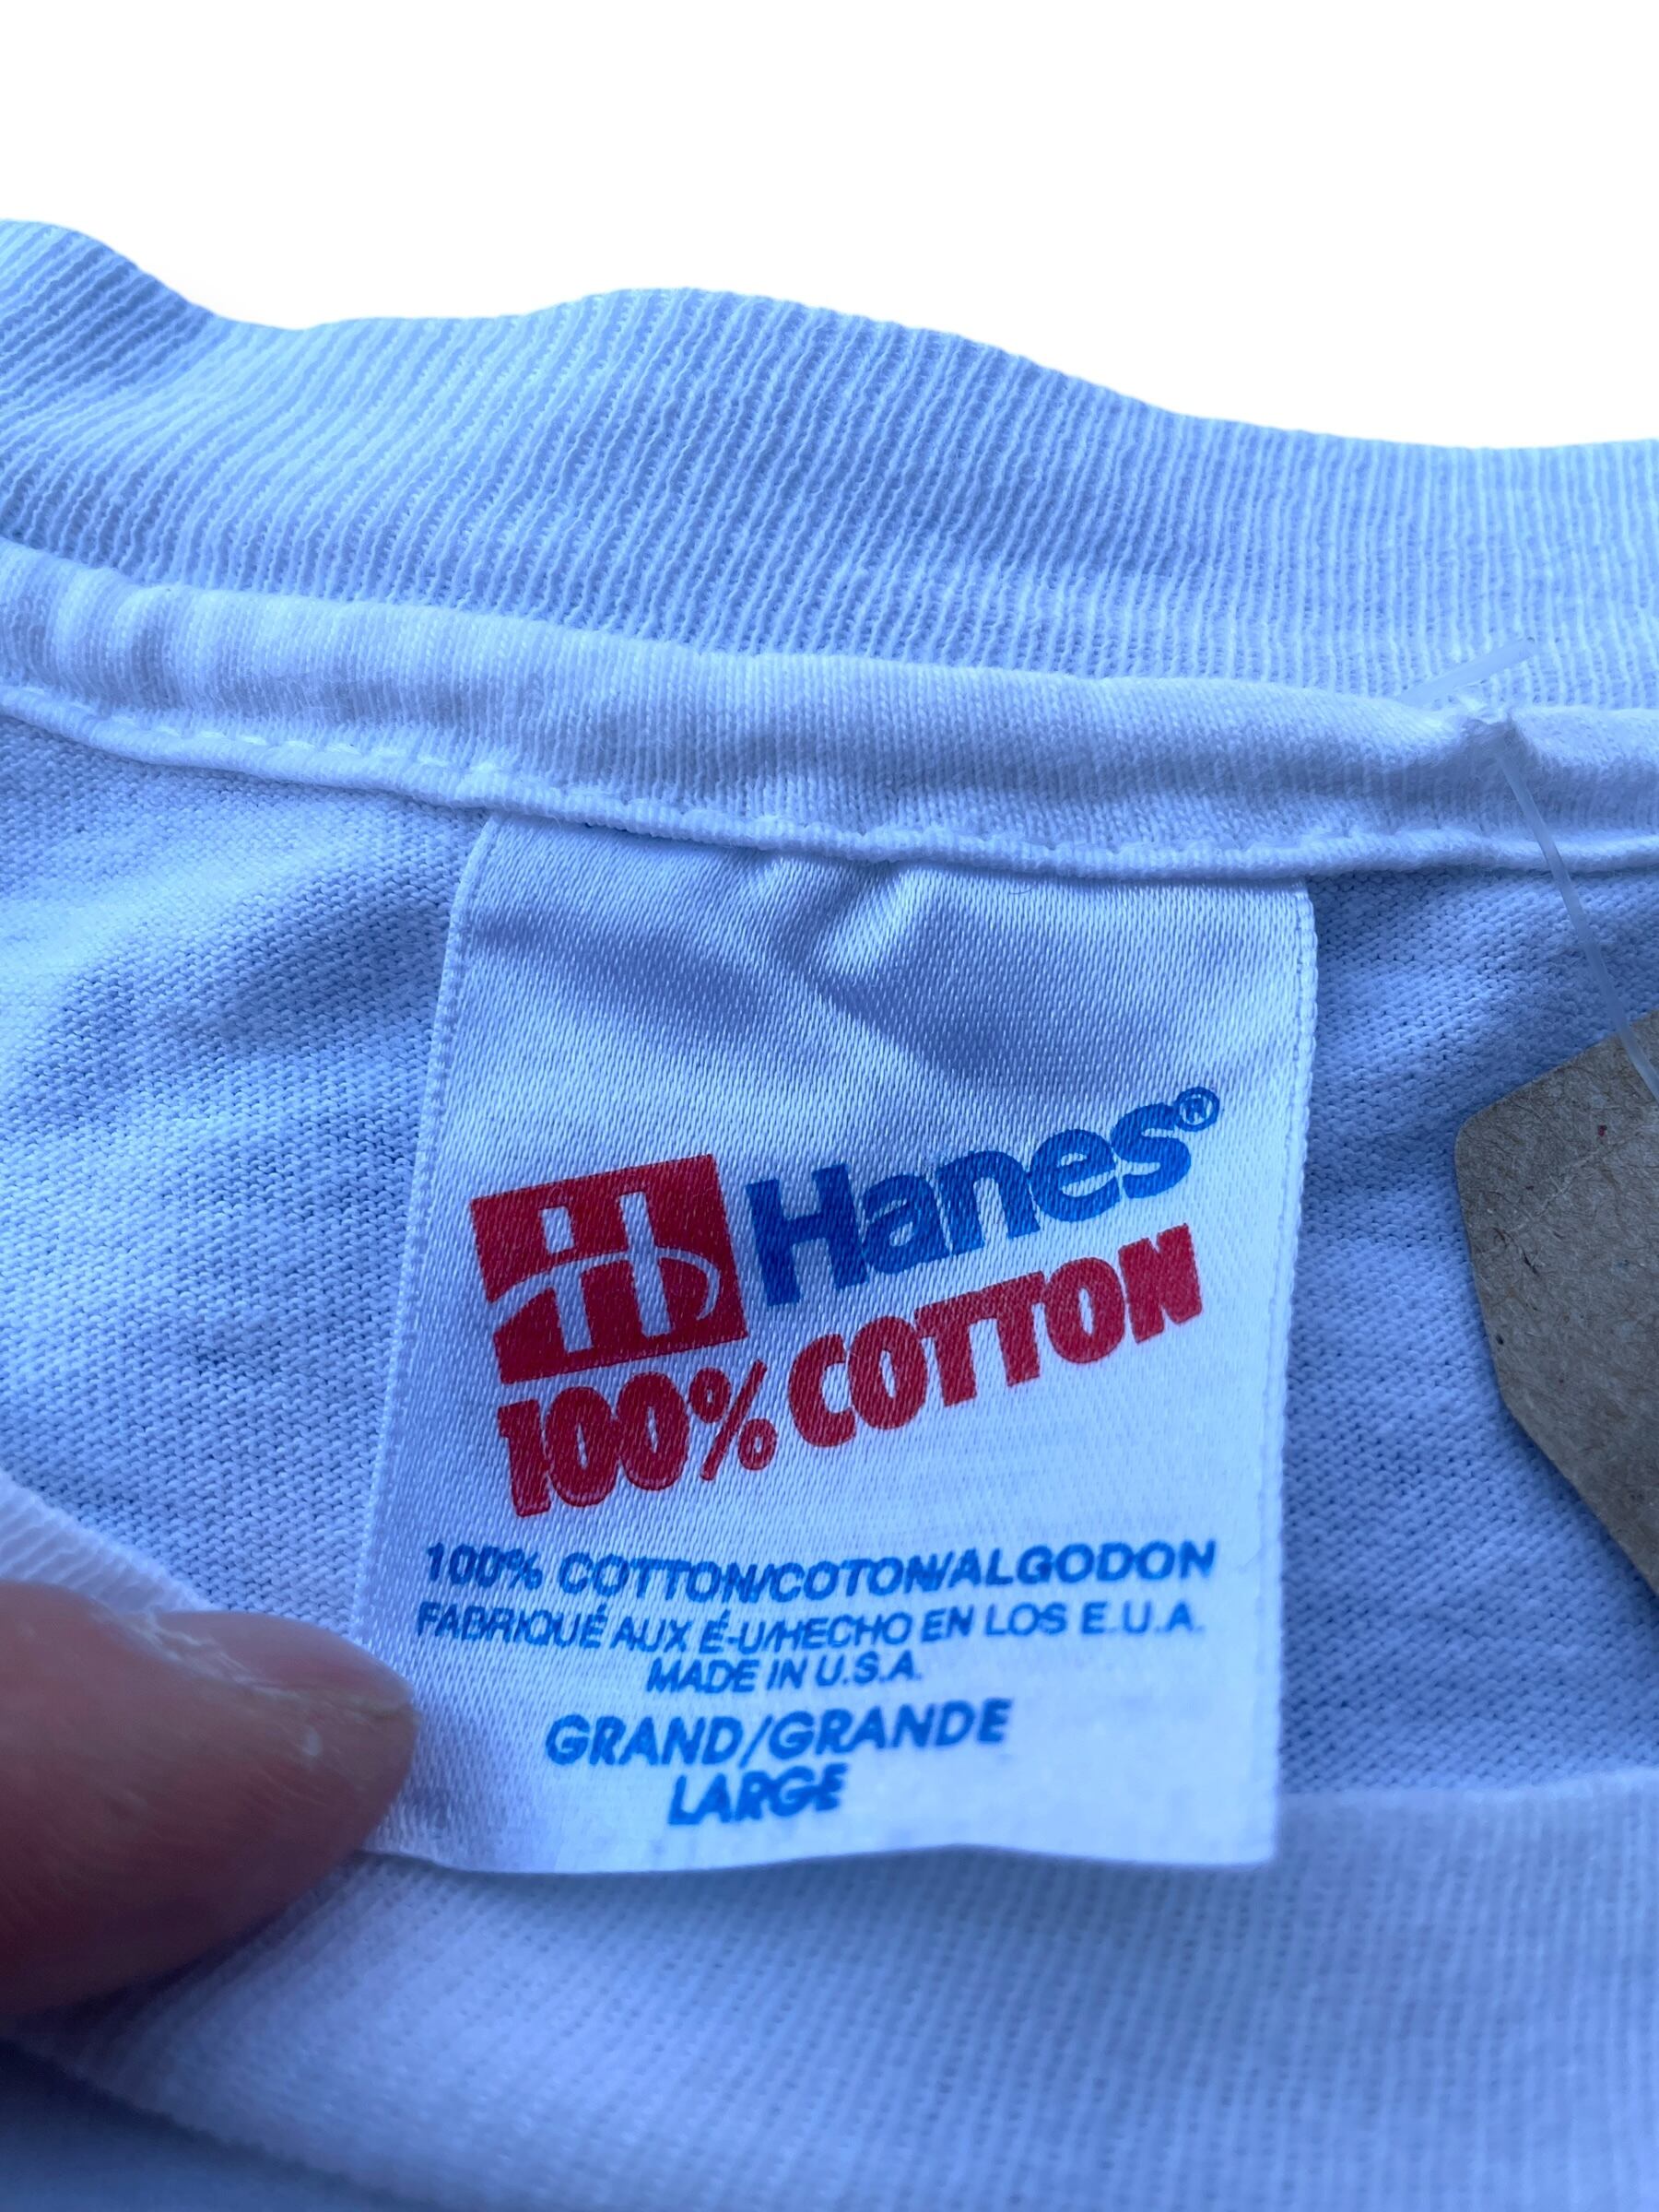 Hanes®
100% COTTON
100% COTTON/COTON/ALGODON
FABRIQUÉ AUX É-U/HECHO EN LOS E.U.A.
MADE IN U.S.A.
GRAND/GRANDE
LARGE